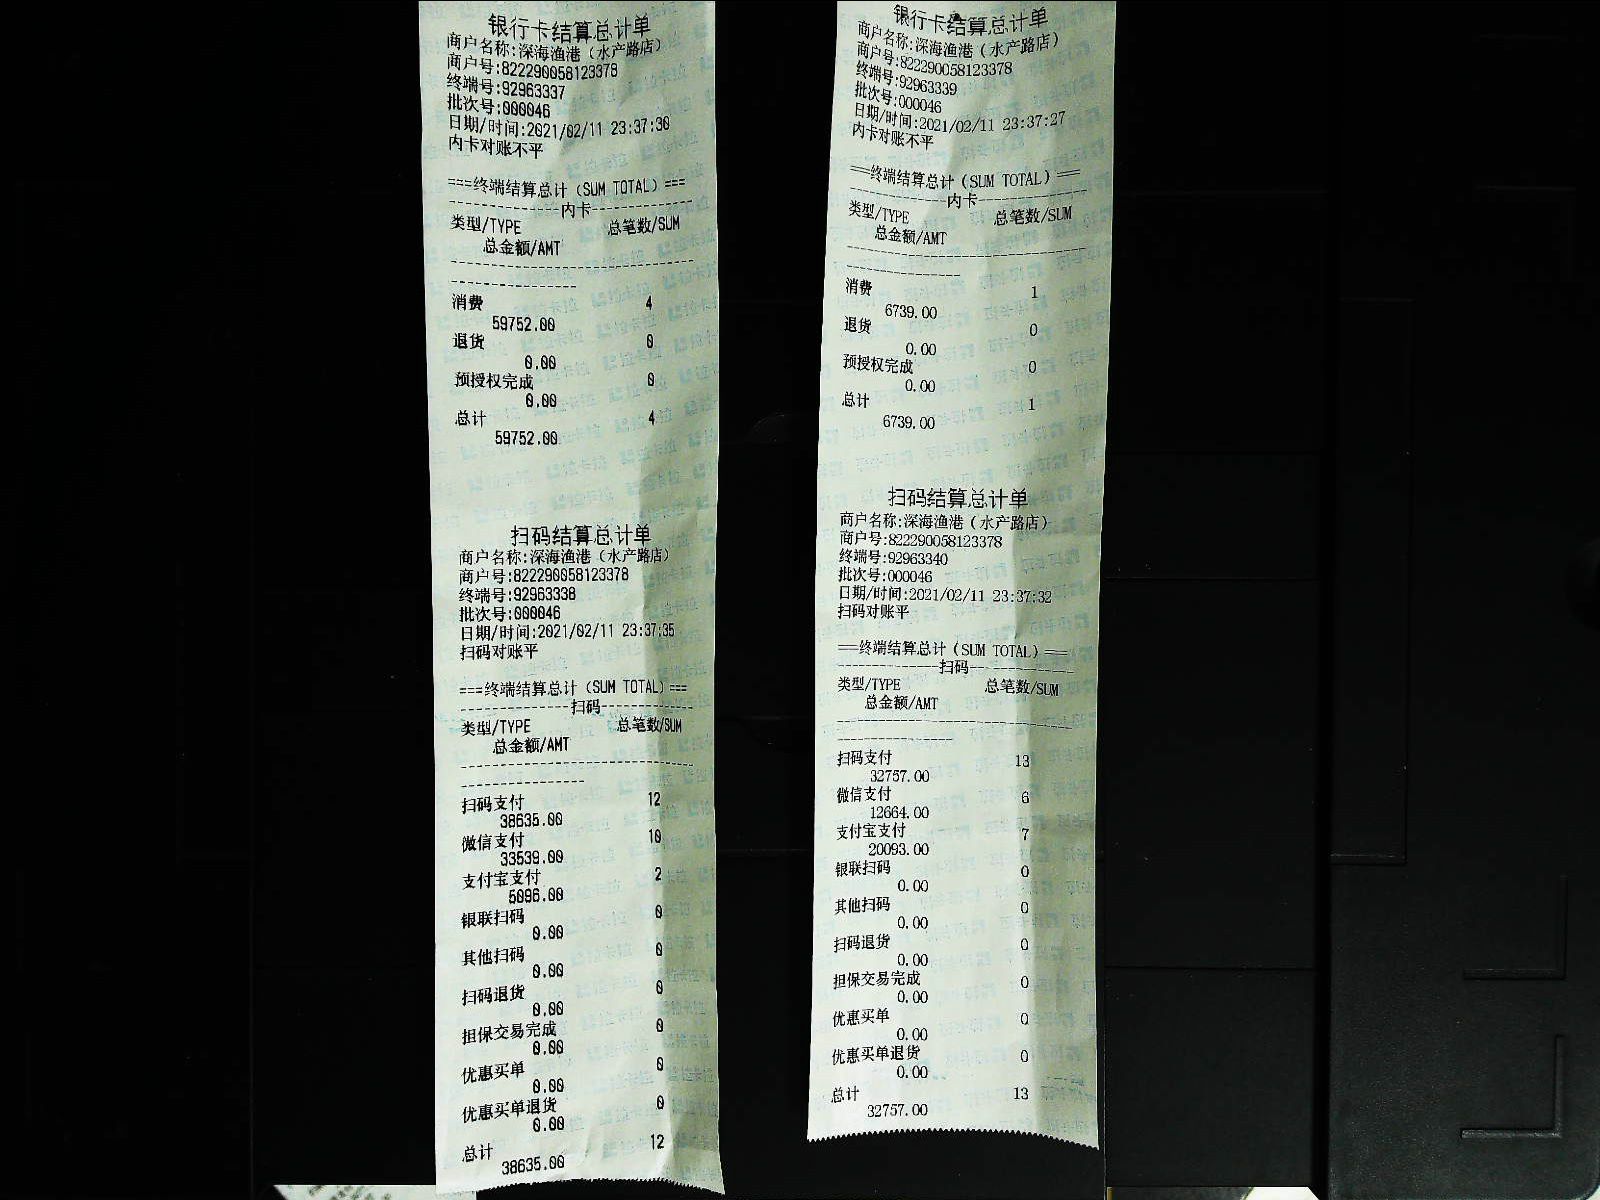 银行卡结算总计单
商户名称:深海渔港（水产路店）
商户号:822290058123378
终端号:92963337
批次号:000046
日期/时间:2021/02/11 23:37:30
内卡对账不平
===终端结算总计（SUM TOTAL）===
内卡
类型/TYPE 总笔数/SUM
总金额/AMT
消费 4
59752.00
退货 0
0.00
预授权完成 0
0.00
总计 4
59752.00
扫码结算总计单
商户名称:深海渔港（水产路店）
商户号:822290058123378
终端号:92963338
批次号:000046
日期/时间:2021/02/11 23:37:35
扫码对账平
===终端结算总计（SUM TOTAL）===
扫码
类型/TYPE 总笔数/SUM
总金额/AMT
扫码支付 12
38635.00
微信支付 10
33539.00
支付宝支付 2
5096.00
银联扫码 0
0.00
其他扫码 0
0.00
扫码退货 0
0.00
担保交易完成 0
0.00
优惠买单 0
0.00
优惠买单退货 0
0.00
总计 12
38635.00
银行卡结算总计单
商户名称:深海渔港（水产路店）
商户号:822290058123378
终端号:92963339
批次号:000046
日期/时间:2021/02/11 23:37:27
内卡对账不平
===终端结算总计（SUM TOTAL）===
内卡
类型/TYPE 总笔数/SUM
总金额/AMT
消费 1
6739.00
退货 0
0.00
预授权完成 0
0.00
总计 1
6739.00
扫码结算总计单
商户名称:深海渔港（水产路店）
商户号:822290058123378
终端号:92963340
批次号:000046
日期/时间:2021/02/11 23:37:32
扫码对账平
===终端结算总计（SUM TOTAL）===
扫码
类型/TYPE 总笔数/SUM
总金额/AMT
扫码支付 13
32757.00
微信支付 6
12664.00
支付宝支付 7
20093.00
银联扫码 0
0.00
其他扫码 0
0.00
扫码退货 0
0.00
担保交易完成 0
0.00
优惠买单 0
0.00
优惠买单退货 0
0.00
总计 13
32757.00